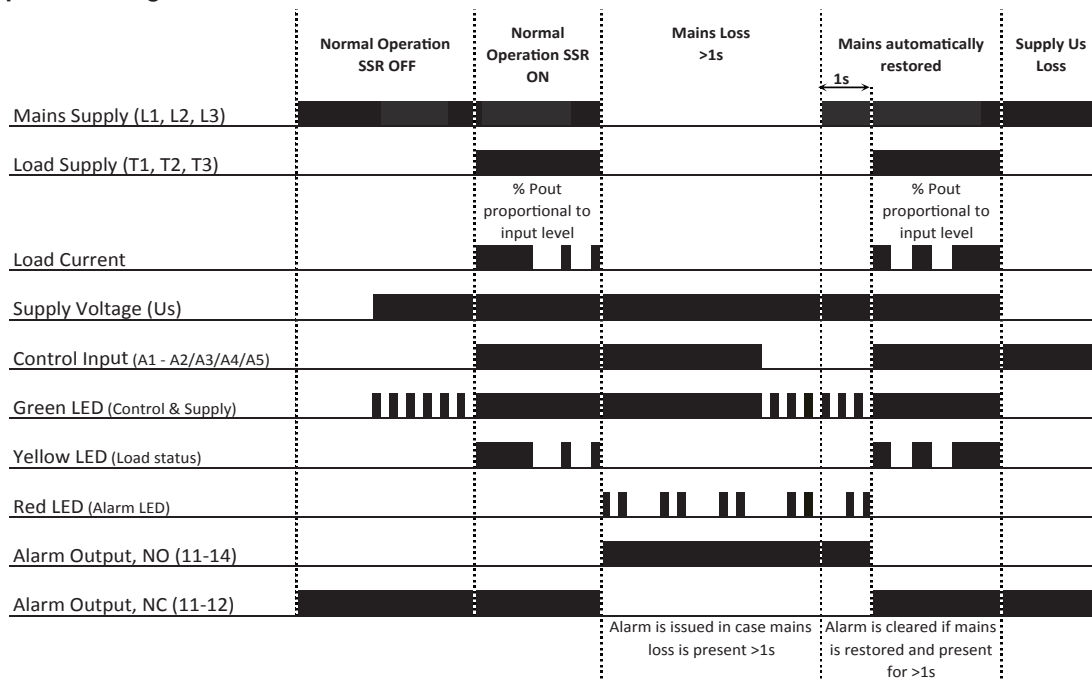 Normal Operation
SSR OFF
Normal
Operation SSR
ON
Mains Loss
>1s
Mains automatically
restored
1s
Supply Us
Loss
Mains Supply (L1, L2, L3)
Load Supply (T1, T2, T3)
% Pout
proportional to
input level
% Pout
proportional to
input level
Load Current
Supply Voltage (Us)
Control Input (A1 - A2/A3/A4/A5)
Green LED (Control & Supply)
Yellow LED (Load status)
Red LED (Alarm LED)
Alarm Output, NO (11-14)
Alarm Output, NC (11-12)
Alarm is issued in case mains
loss is present >1s
Alarm is cleared if mains
is restored and present
for >1s